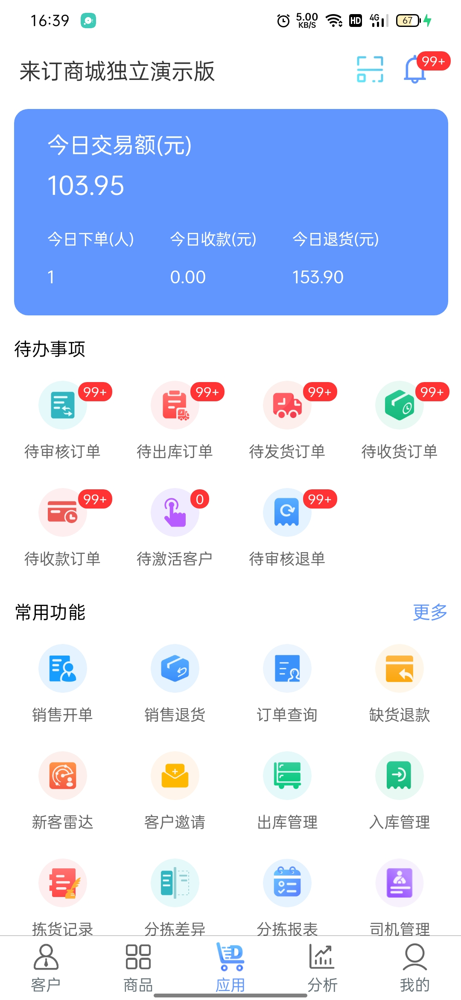 16:39
5.00
KB/S
HD
4G
67
来订商城独立演示版
99+
今日交易额(元)
103.95
今日下单(人) 今日收款(元) 今日退货(元)
1 0.00 153.90
待办事项
99+ 99+ 99+ 99+
待审核订单 待出库订单 待发货订单 待收货订单
99+ 0 99+
待收款订单 待激活客户 待审核退单
常用功能 更多
销售开单 销售退货 订单查询 缺货退款
新客雷达 客户邀请 出库管理 入库管理
拣货记录 分拣差异 分拣报表 司机管理
客户 商品 应用 分析 我的